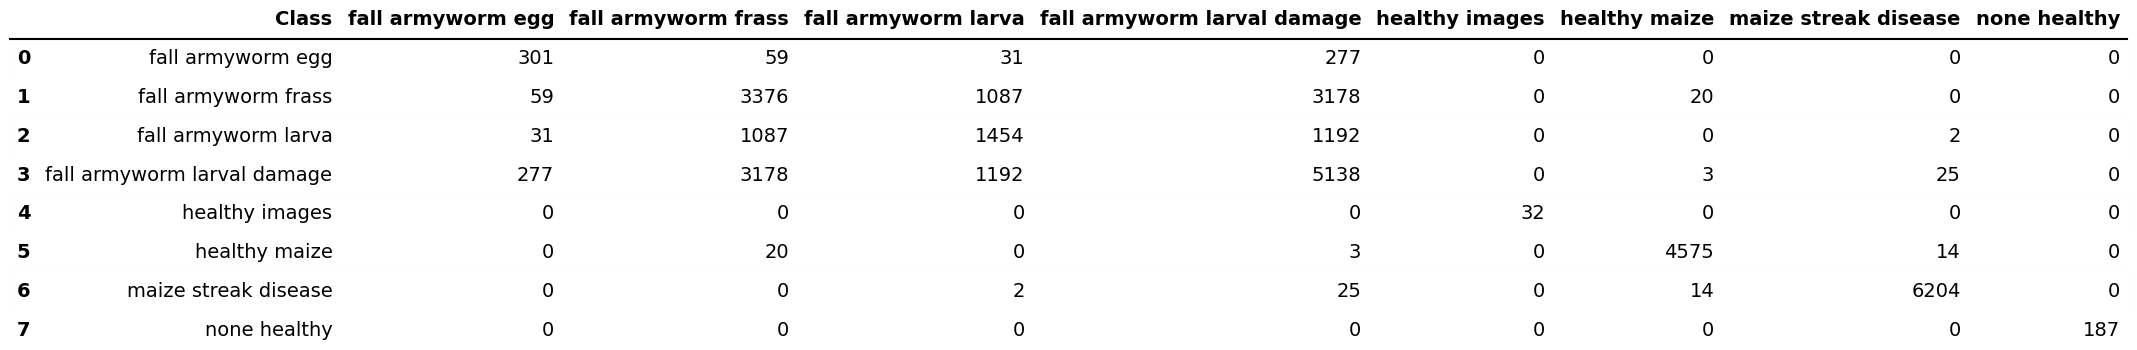 Class fall armyworm egg fall armyworm frass fall armyworm larva fall armyworm larval damage healthy images healthy maize maize streak disease none healthy
0 fall armyworm egg 301 59 31 277 0 0 0 0
1 fall armyworm frass 59 3376 1087 3178 0 20 0 0
2 fall armyworm larva 31 1087 1454 1192 0 0 2 0
3 fall armyworm larval damage 277 3178 1192 5138 0 3 25 0
4 healthy images 0 0 0 0 32 0 0 0
5 healthy maize 0 20 0 3 0 4575 14 0
6 maize streak disease 0 0 2 25 0 14 6204 0
7 none healthy 0 0 0 0 0 0 0 187